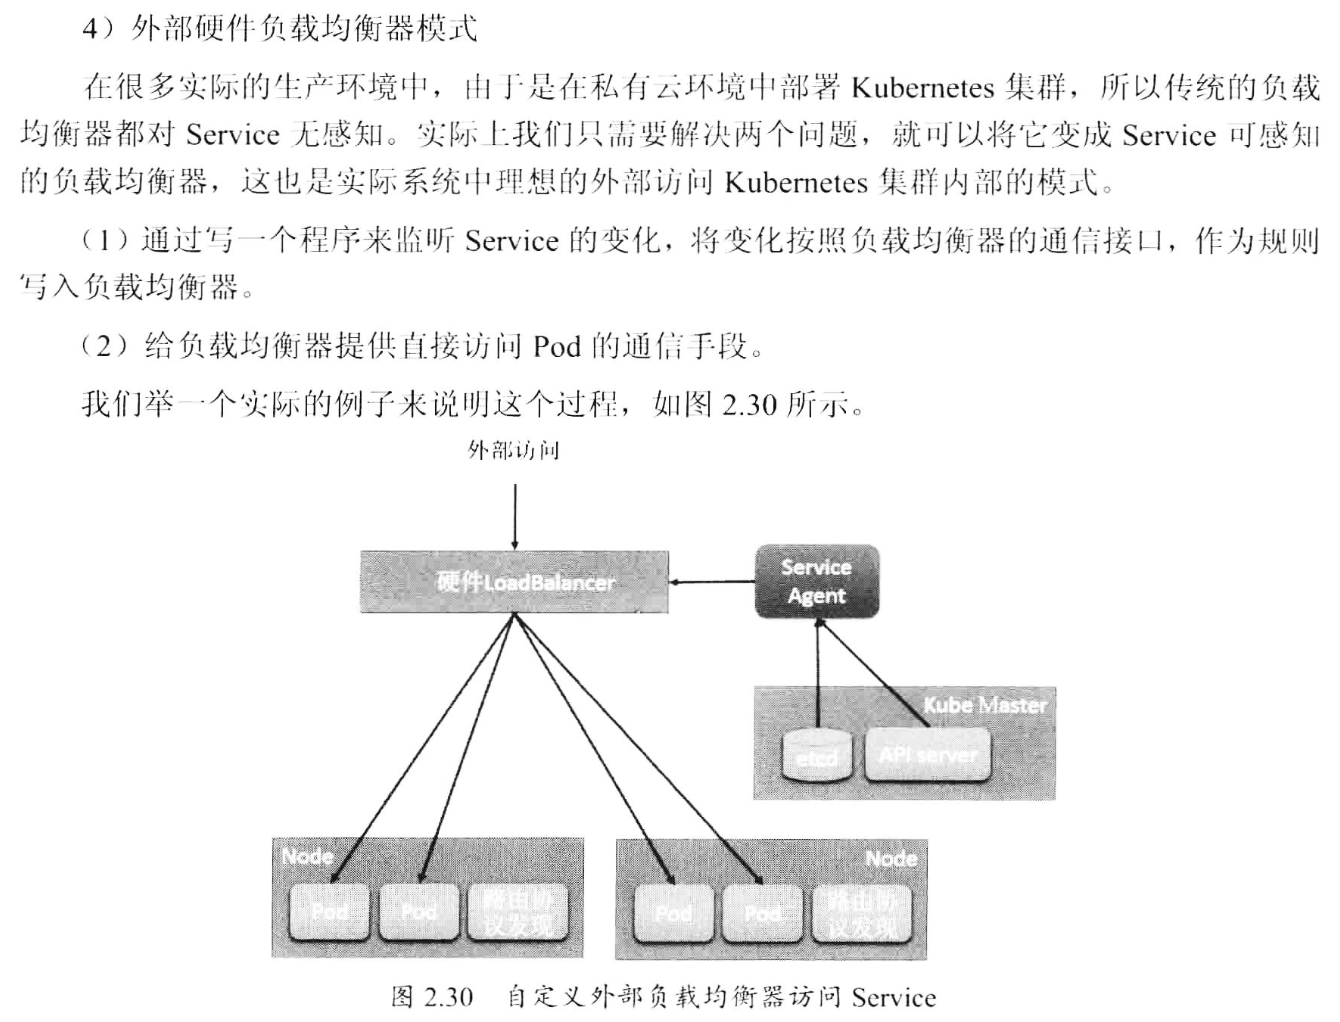 4）外部硬件负载均衡器模式
在很多实际的生产环境中，由于是在私有云环境中部署 Kubernetes 集群，所以传统的负载
均衡器都对 Service 无感知。实际上我们只需要解决两个问题，就可以将它变成 Service 可感知
的负载均衡器，这也是实际系统中理想的外部访问 Kubernetes 集群内部的模式。
（1）通过写一个程序来监听 Service 的变化，将变化按照负载均衡器的通信接口，作为规则
写入负载均衡器。
（2）给负载均衡器提供直接访问 Pod 的通信手段。
我们举一个实际的例子来说明这个过程，如图 2.30 所示。
外部访问
硬件LoadBalancer
Service
Agent
Kube Master
etcd
API server
Node
Pod
Pod
路由协
议发现
Node
Pod
Pod
路由协
议发现
图 2.30 自定义外部负载均衡器访问 Service